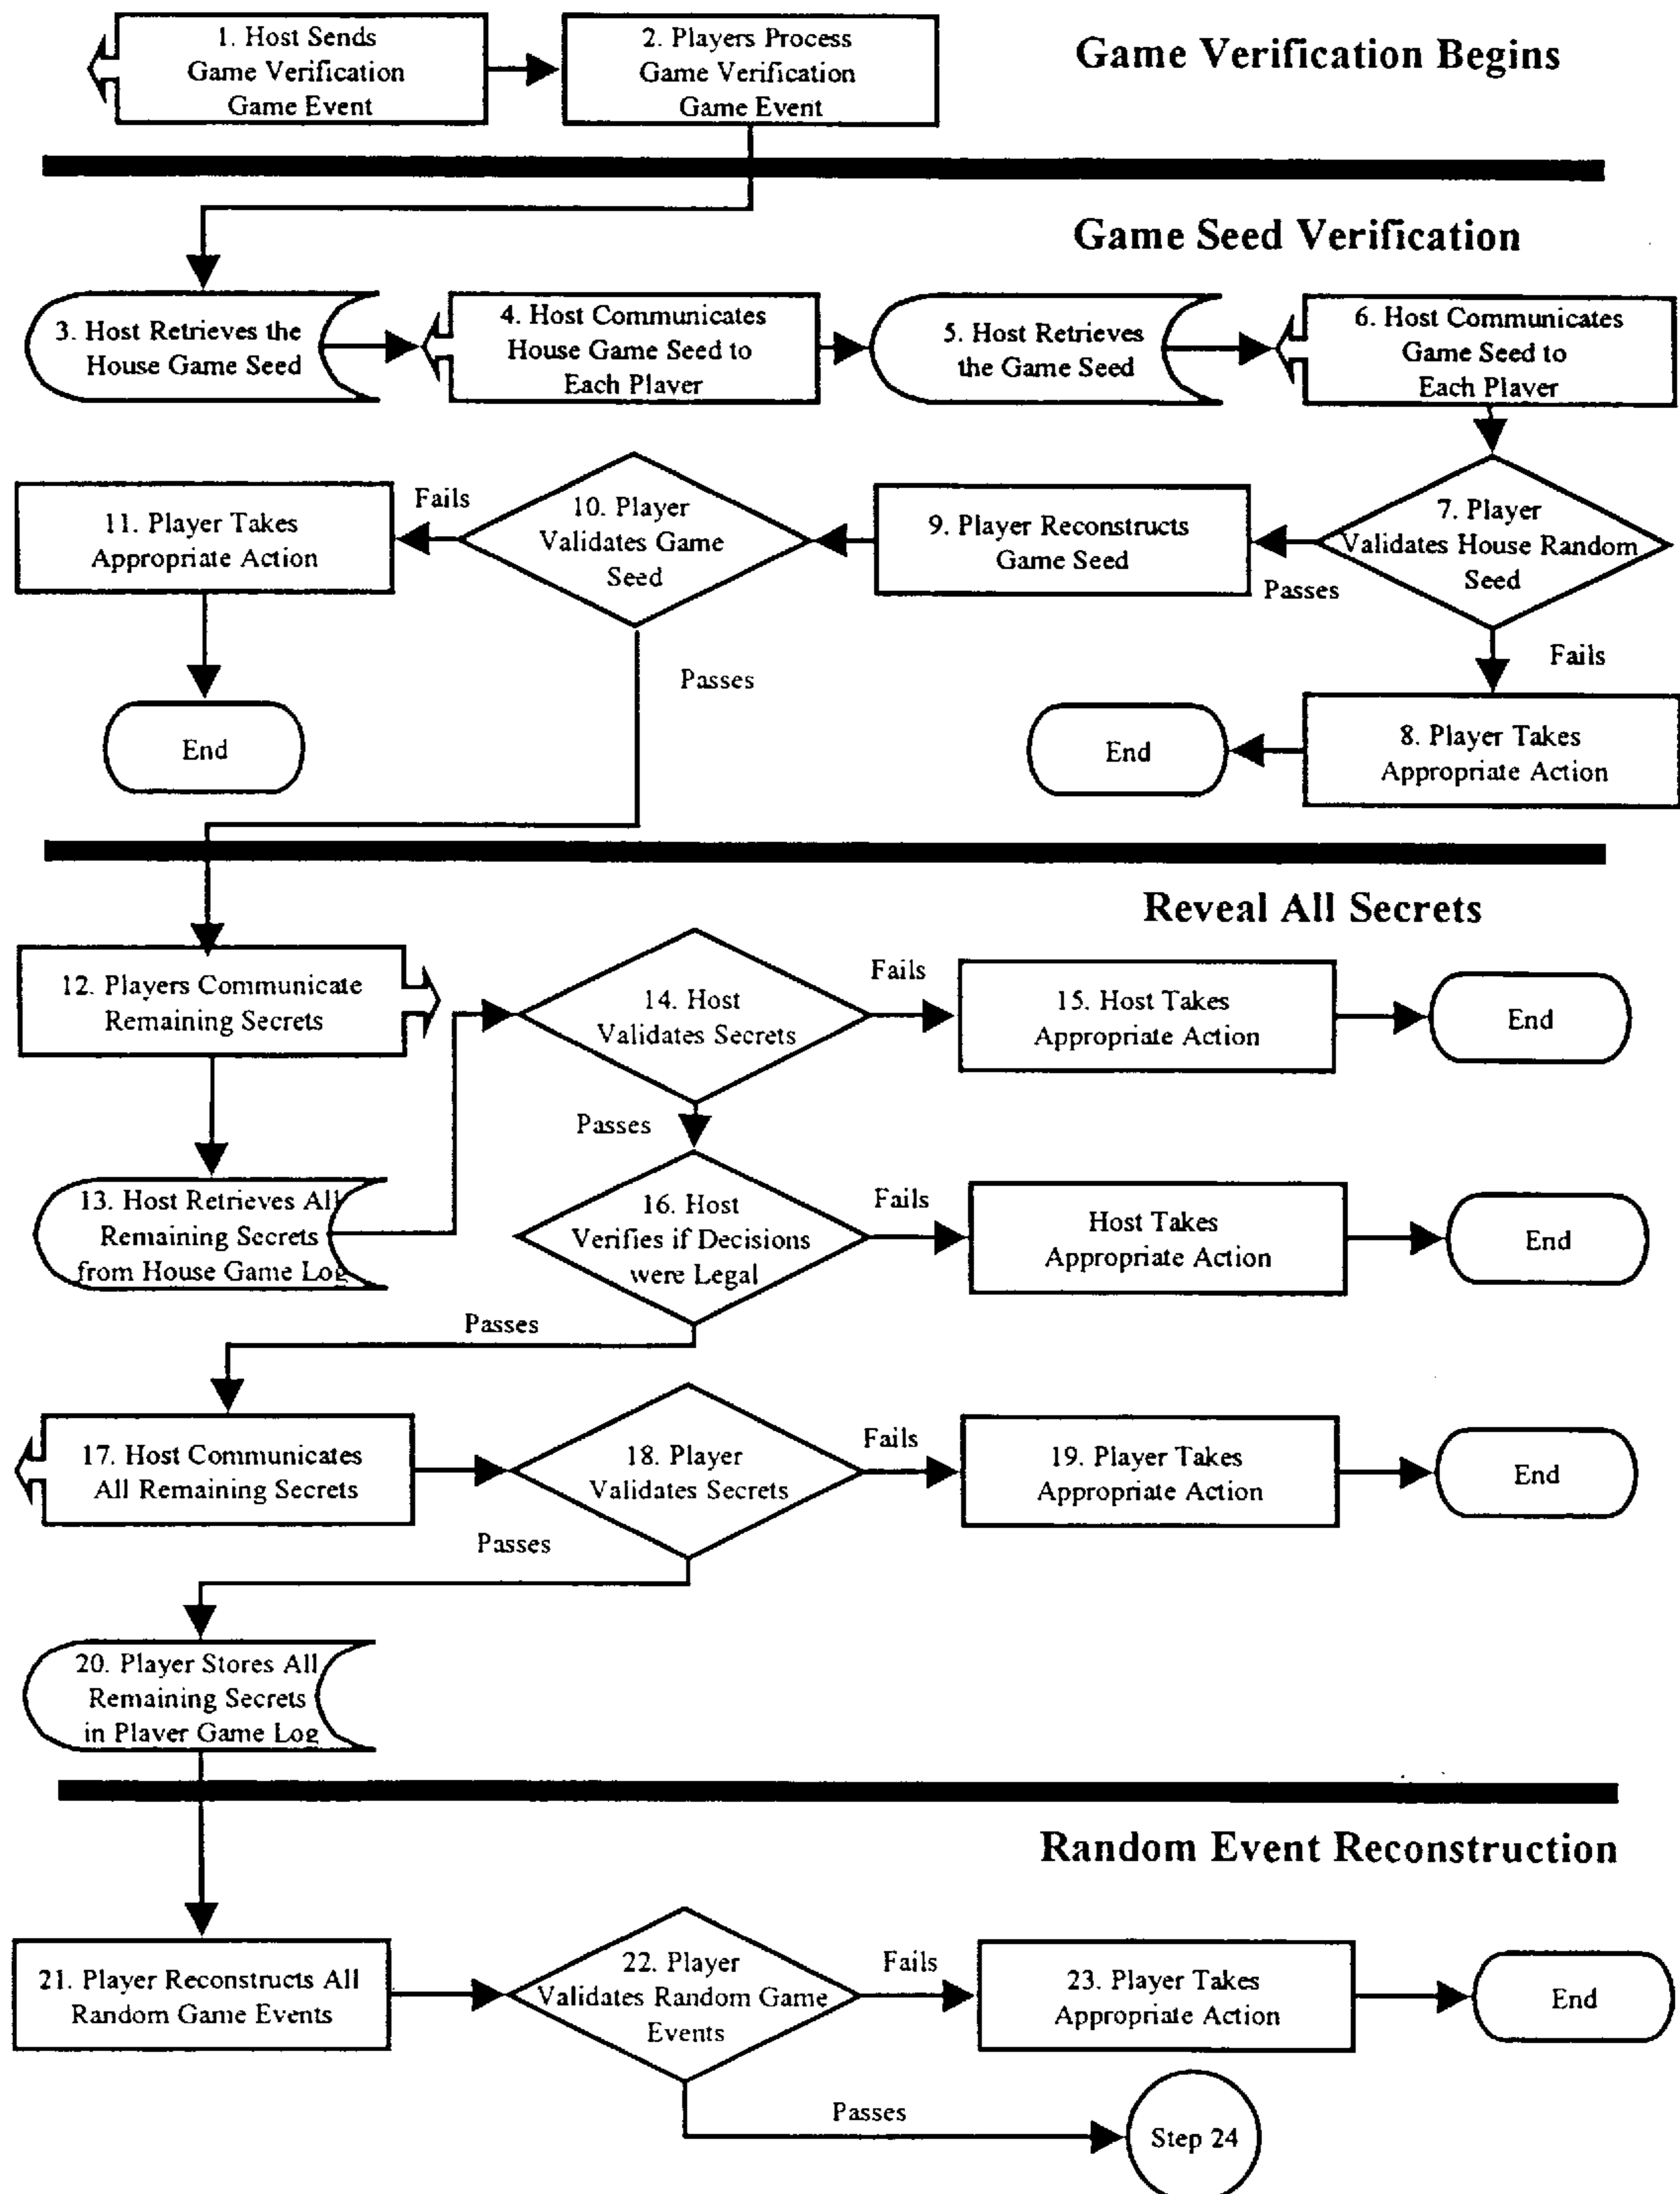 1. Host Sends
Game Verification
Game Event
2. Players Process
Game Verification
Game Event
Game Verification Begins
Game Seed Verification
3. Host Retrieves the
House Game Seed
4. Host Communicates
House Game Seed to
Each Player
5. Host Retrieves
the Game Seed
6. Host Communicates
Game Seed to
Each Player
7. Player
Validates House Random
Seed
Passes
Fails
8. Player Takes
Appropriate Action
End
9. Player Reconstructs
Game Seed
10. Player
Validates Game
Seed
Fails
Passes
11. Player Takes
Appropriate Action
End
Reveal All Secrets
12. Players Communicate
Remaining Secrets
13. Host Retrieves All
Remaining Secrets
from House Game Log
14. Host
Validates Secrets
Fails
15. Host Takes
Appropriate Action
End
Passes
16. Host
Verifies if Decisions
were Legal
Fails
Host Takes
Appropriate Action
End
Passes
17. Host Communicates
All Remaining Secrets
18. Player
Validates Secrets
Fails
19. Player Takes
Appropriate Action
End
Passes
20. Player Stores All
Remaining Secrets
in Player Game Log
Random Event Reconstruction
21. Player Reconstructs All
Random Game Events
22. Player
Validates Random Game
Events
Fails
23. Player Takes
Appropriate Action
End
Passes
Step 24